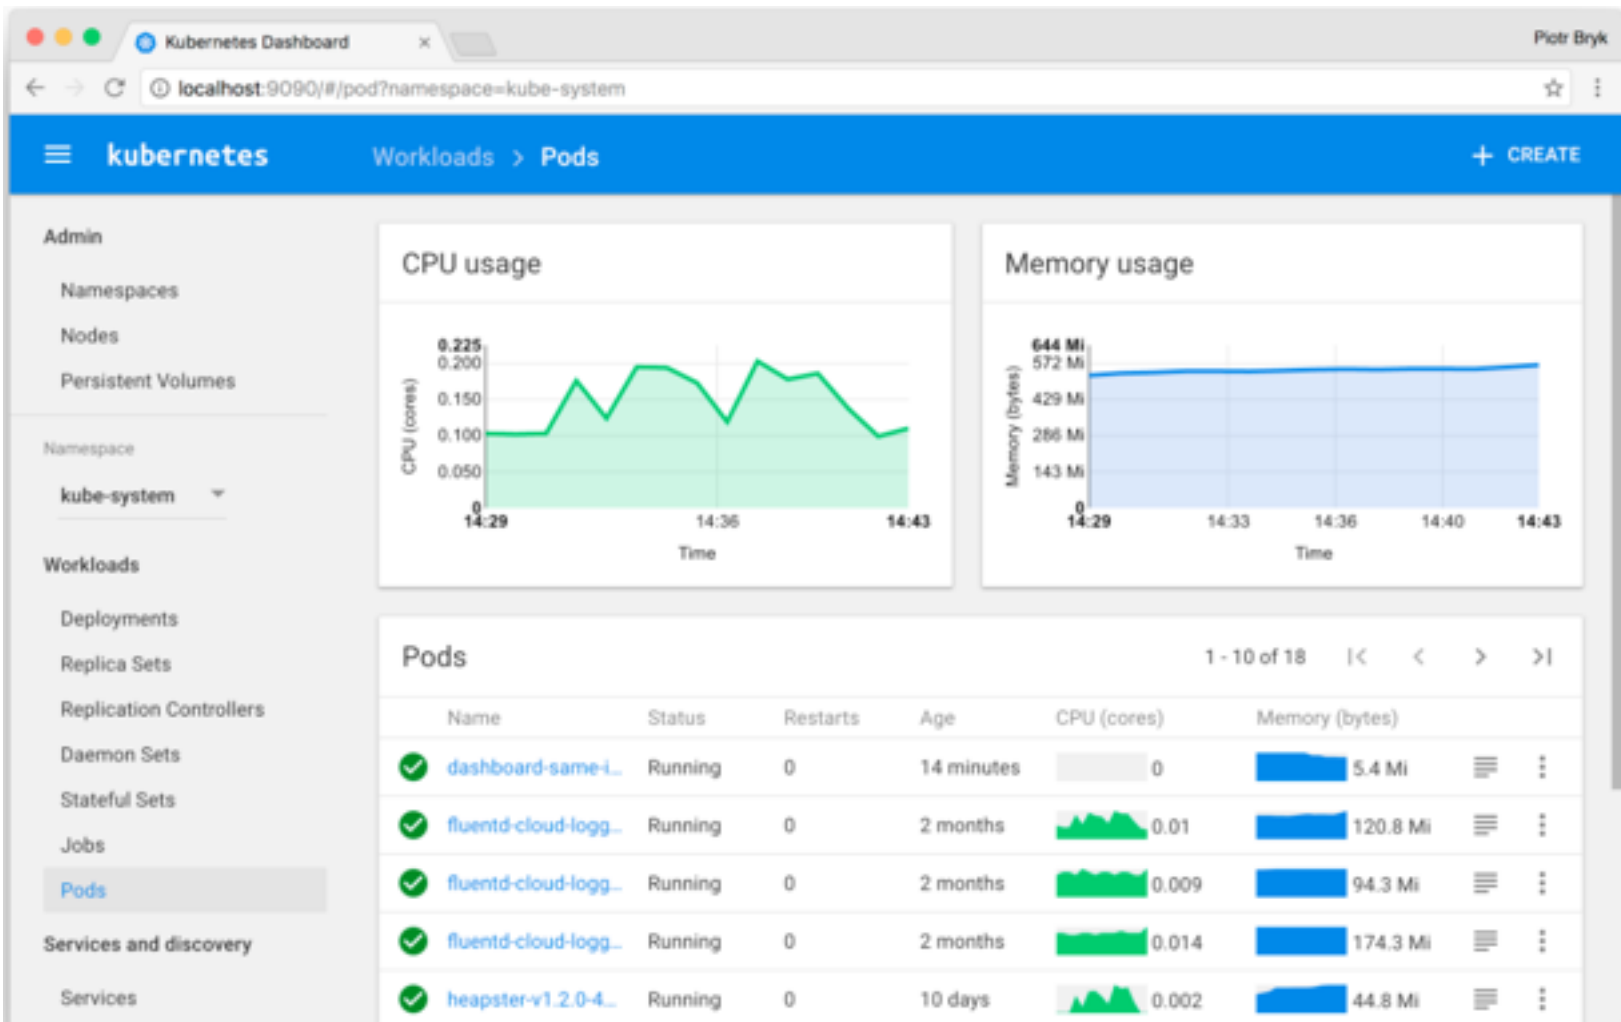 Kubernetes Dashboard
Piotr Bryk
localhost:9090/#/pod?namespace=kube-system
kubernetes
Workloads > Pods
+ CREATE
Admin
Namespaces
Nodes
Persistent Volumes
Namespace
kube-system
Workloads
Deployments
Replica Sets
Replication Controllers
Daemon Sets
Stateful Sets
Jobs
Pods
Services and discovery
Services
CPU usage
CPU (cores)
0.225
0.200
0.150
0.100
0.050
0
14:29 14:36 14:43
Time
Memory usage
Memory (bytes)
644 Mi
572 Mi
429 Mi
286 Mi
143 Mi
0
14:29 14:33 14:36 14:40 14:43
Time
Pods
1 - 10 of 18
Name Status Restarts Age CPU (cores) Memory (bytes)
dashboard-same-i... Running 0 14 minutes 0 5.4 Mi
fluentd-cloud-logg... Running 0 2 months 0.01 120.8 Mi
fluentd-cloud-logg... Running 0 2 months 0.009 94.3 Mi
fluentd-cloud-logg... Running 0 2 months 0.014 174.3 Mi
heapster-v1.2.0-4... Running 0 10 days 0.002 44.8 Mi